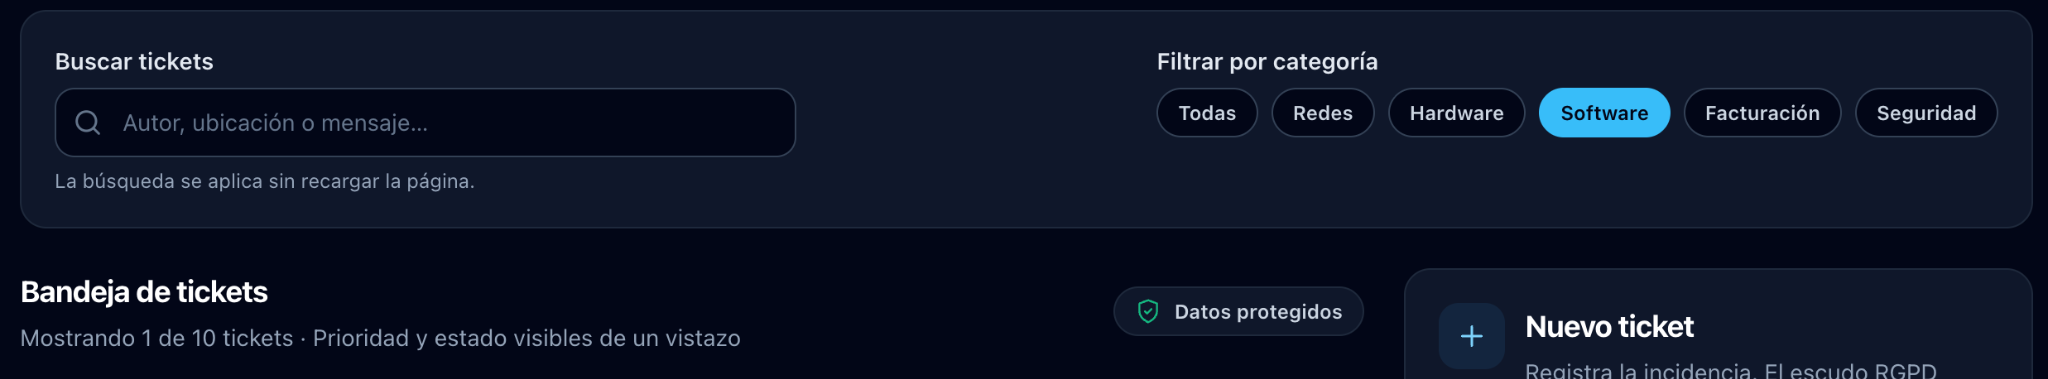 Buscar tickets
Autor, ubicación o mensaje...
La búsqueda se aplica sin recargar la página.
Filtrar por categoría
Todas
Redes
Hardware
Software
Facturación
Seguridad
Bandeja de tickets
Mostrando 1 de 10 tickets · Prioridad y estado visibles de un vistazo
Datos protegidos
Nuevo ticket
Registra la incidencia. El escudo RGPD